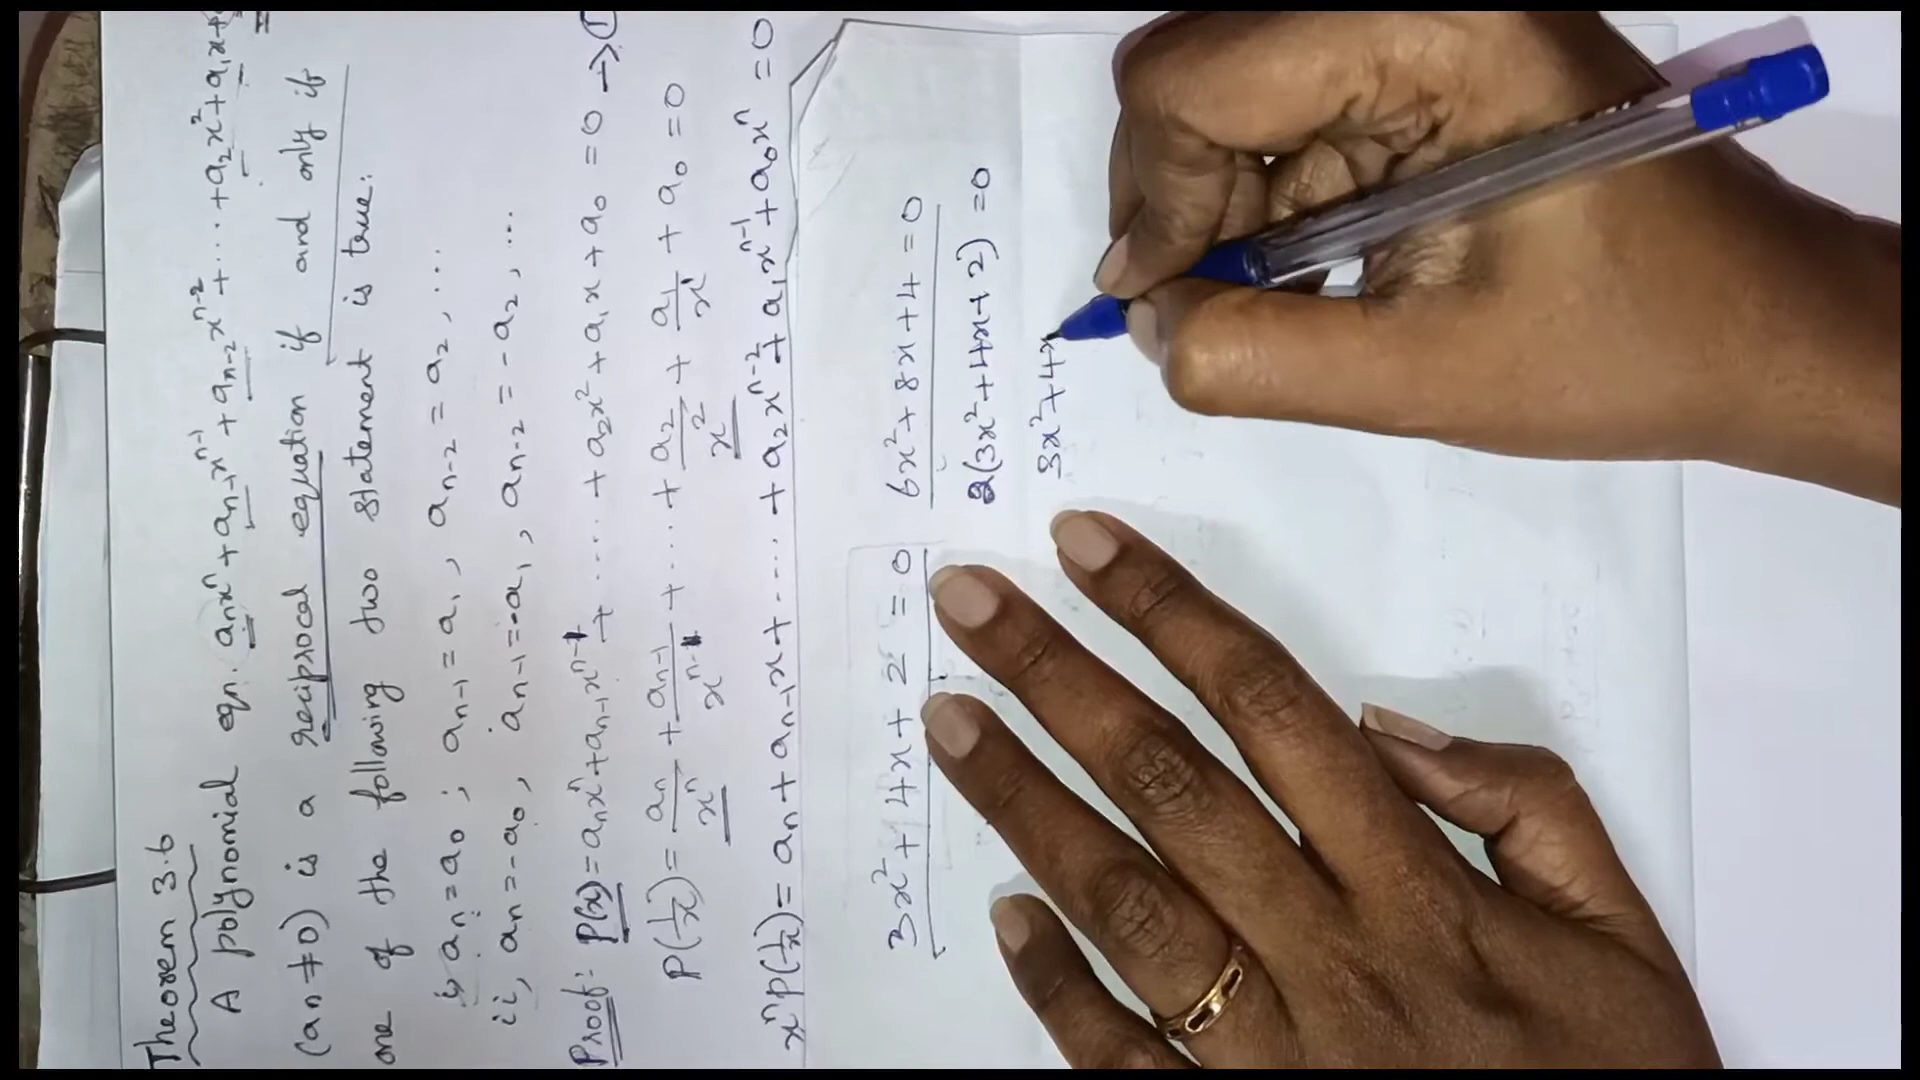 Theorem 3.6
A polynomial eqn. aₙxⁿ + aₙ₋₁xⁿ⁻¹ + aₙ₋₂xⁿ⁻² + ... + a₂x² + a₁x +
(aₙ ≠ 0) is a reciprocal equation if and only if
one of the following two statement is true:
i, aₙ = a₀ ; aₙ₋₁ = a₁ , aₙ₋₂ = a₂ , ...
ii, aₙ = -a₀ , aₙ₋₁ = -a₁ , aₙ₋₂ = -a₂ , ...
Proof: P(x) = aₙxⁿ + aₙ₋₁xⁿ⁻¹ + .... + a₂x² + a₁x + a₀ = 0 → ①
P(1/x) = aₙ/xⁿ + aₙ₋₁/xⁿ⁻¹ + ... + a₂/x² + a₁/x + a₀ = 0
xⁿP(1/x) = aₙ + aₙ₋₁x + .... + a₂xⁿ⁻² + a₁xⁿ⁻¹ + a₀xⁿ = 0
3x² + 4x + 2 = 0 6x² + 8x + 4 = 0
2(3x² + 4x + 2) = 0
3x² + 4x